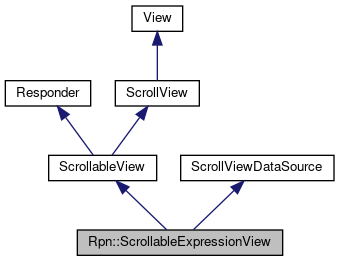 View
Responder
ScrollView
ScrollableView
ScrollViewDataSource
Rpn::ScrollableExpressionView